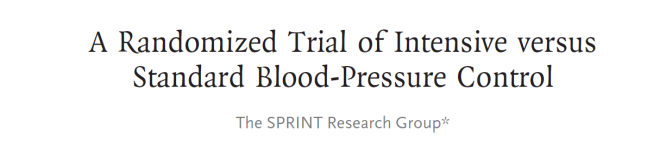 A Randomized Trial of Intensive versus
Standard Blood-Pressure Control
The SPRINT Research Group*